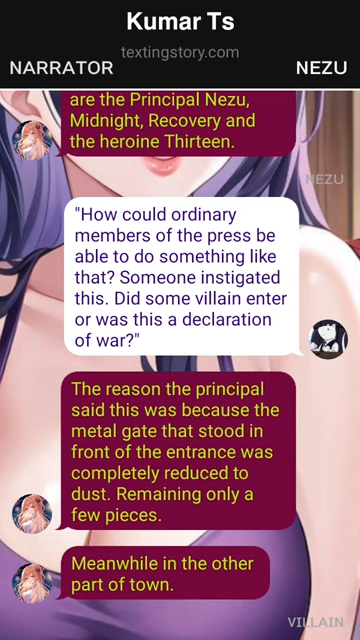 Kumar Ts
textingstory.com
NARRATOR
NEZU
are the Principal Nezu,
Midnight, Recovery and
the heroine Thirteen.
NEZU
"How could ordinary
members of the press be
able to do something like
that? Someone instigated
this. Did some villain enter
or was this a declaration
of war?"
The reason the principal
said this was because the
metal gate that stood in
front of the entrance was
completely reduced to
dust. Remaining only a
few pieces.
Meanwhile in the other
part of town.
VILLAIN